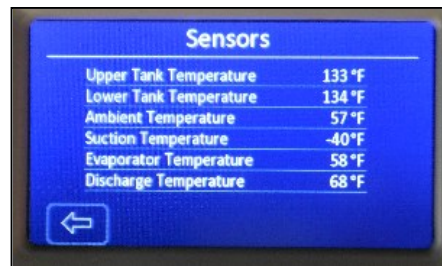 Sensors
Upper Tank Temperature 133 °F
Lower Tank Temperature 134 °F
Ambient Temperature 57 °F
Suction Temperature -40°F
Evaporator Temperature 58 °F
Discharge Temperature 68 °F